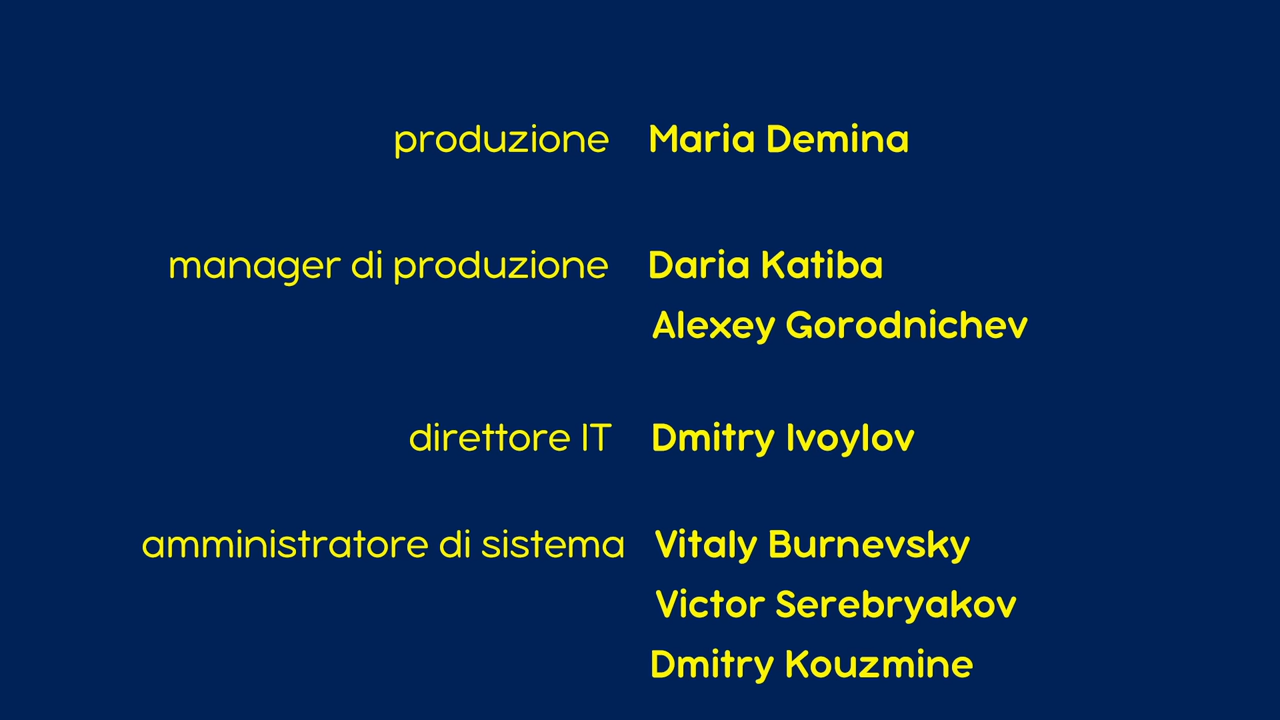 produzione Maria Demina
manager di produzione Daria Katiba
Alexey Gorodnichev
direttore IT Dmitry Ivoylov
amministratore di sistema Vitaly Burnevsky
Victor Serebryakov
Dmitry Kouzmine